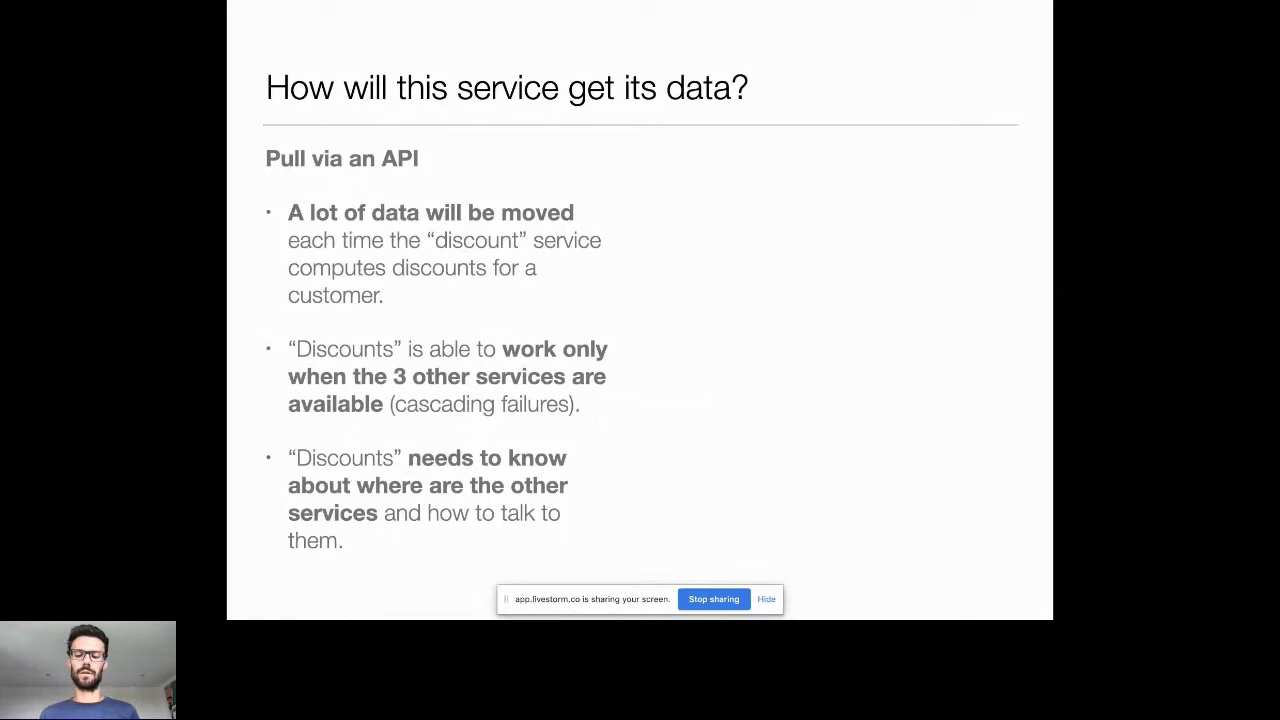 How will this service get its data?
Pull via an API
• A lot of data will be moved
each time the “discount” service
computes discounts for a
customer.
• “Discounts” is able to work only
when the 3 other services are
available (cascading failures).
• “Discounts” needs to know
about where are the other
services and how to talk to
them.
app.livestorm.co is sharing your screen. Stop sharing Hide